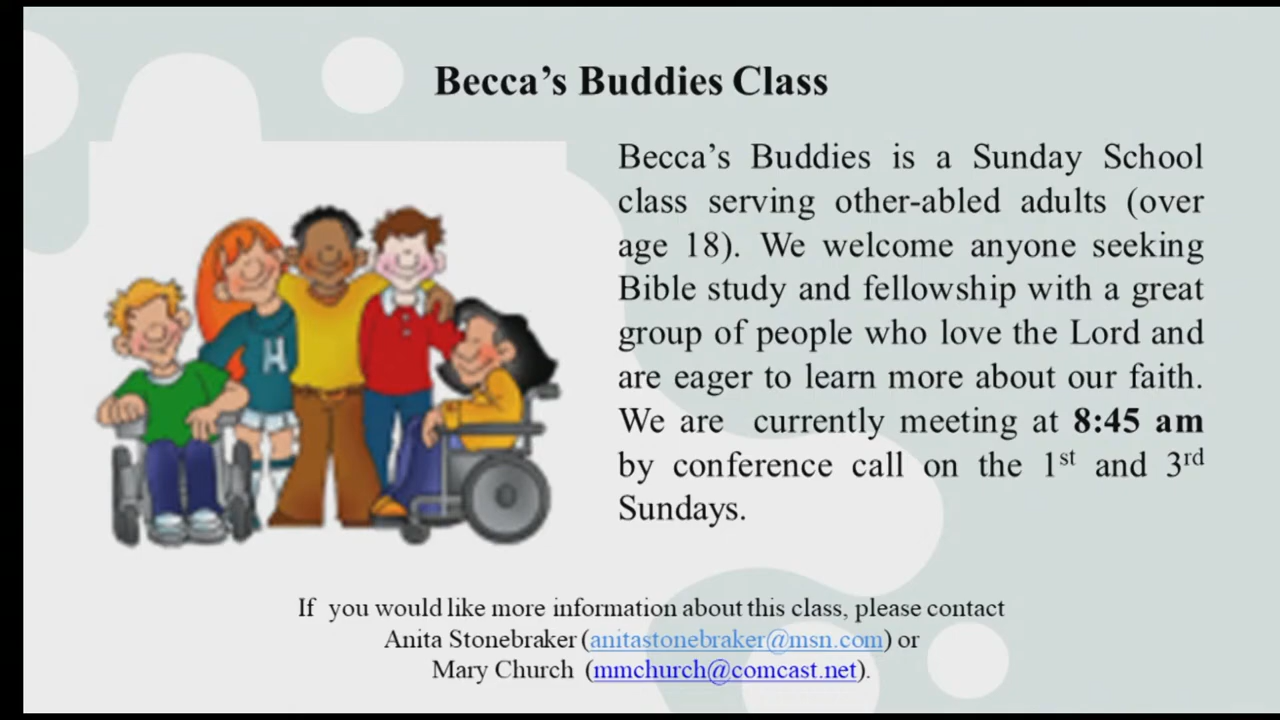 Becca’s Buddies Class
Becca’s Buddies is a Sunday School
class serving other-abled adults (over
age 18). We welcome anyone seeking
Bible study and fellowship with a great
group of people who love the Lord and
are eager to learn more about our faith.
We are currently meeting at 8:45 am
by conference call on the 1st and 3rd
Sundays.
H
If you would like more information about this class, please contact
Anita Stonebraker (anitastonebraker@msn.com) or
Mary Church (mmchurch@comcast.net).